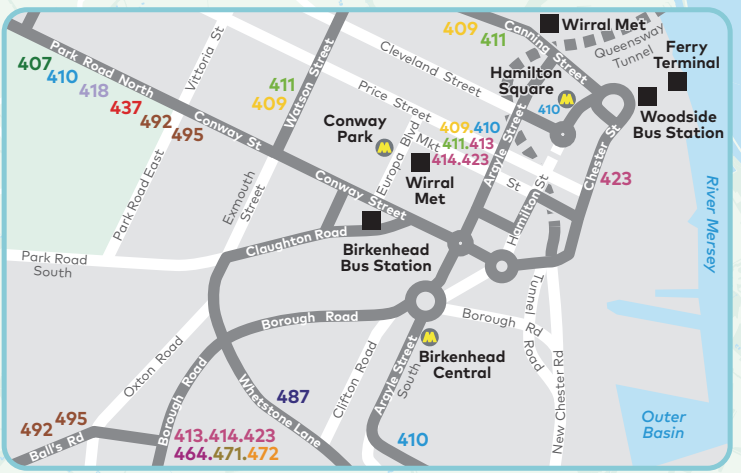 409
411
Canning Street
Wirral Met
Queensway
Tunnel
Ferry
Terminal
Park Road North
407
410
418
437
492
495
Vittoria St
Conway St
411
409
Watson Street
Cleveland Street
Price Street
Hamilton
Square
410
M
Woodside
Bus Station
Conway
Park
M
Europa Blvd
Mkt
St
409.410
411.413
414.423
Argyle Street
Wirral
Met
Chester St
423
River Mersey
Park Road East
Exmouth
Street
Conway Street
Hamilton St
Claughton Road
Birkenhead
Bus Station
Park Road
South
Borough Road
Borough Rd
Tunnel Road
M
Birkenhead
Central
Oxton Road
Borough Road
Whetstone Lane
487
Clifton Road
Argyle Street
South
New Chester Rd
Outer
Basin
492
495
Ball's Rd
413.414.423
464.471.472
410